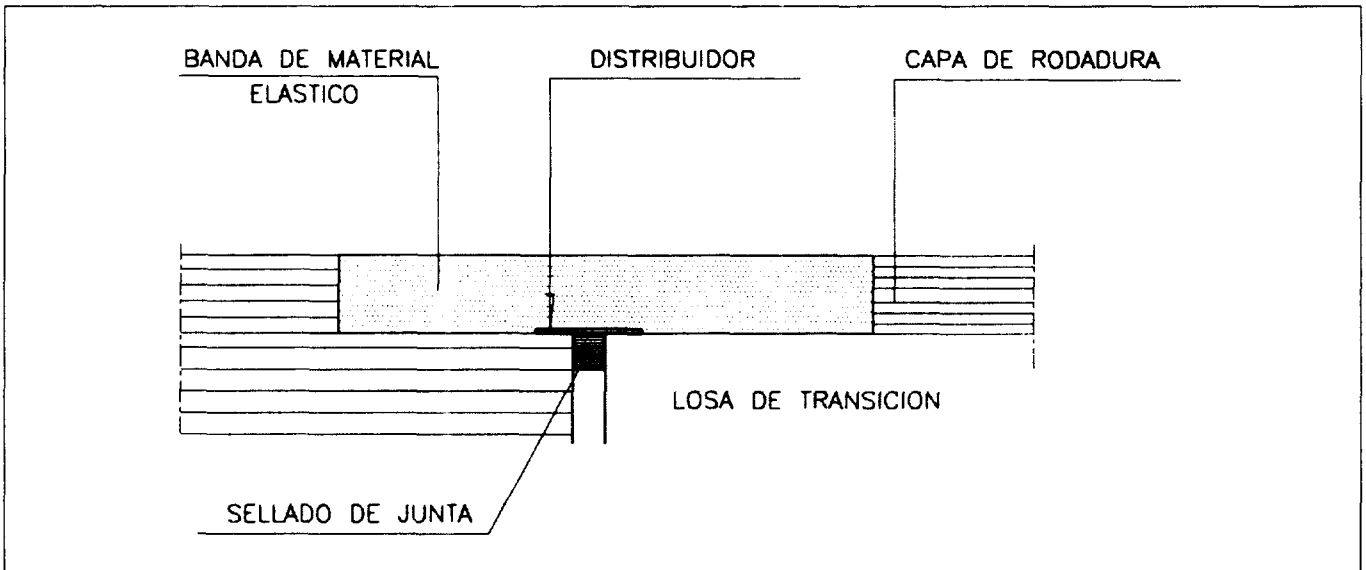 BANDA DE MATERIAL
ELASTICO
DISTRIBUIDOR
CAPA DE RODADURA
LOSA DE TRANSICION
SELLADO DE JUNTA